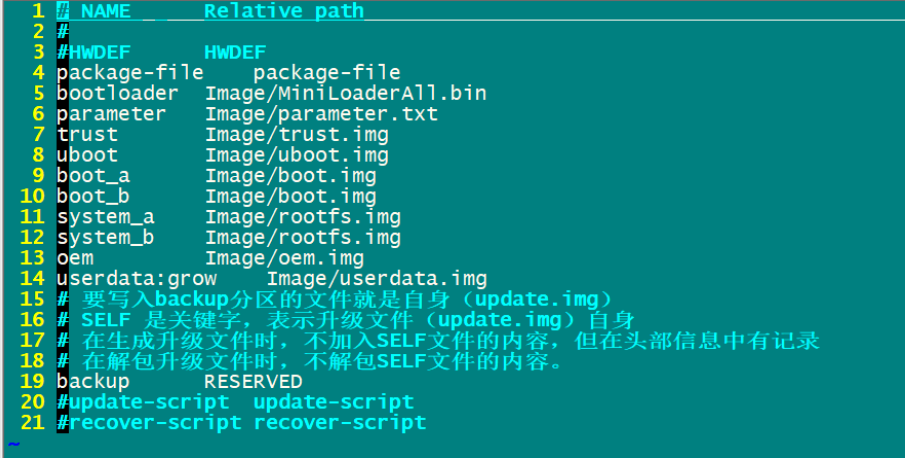 1 # NAME Relative path
2 #
3 #HWDEF HWDEF
4 package-file package-file
5 bootloader Image/MiniLoaderAll.bin
6 parameter Image/parameter.txt
7 trust Image/trust.img
8 uboot Image/uboot.img
9 boot_a Image/boot.img
10 boot_b Image/boot.img
11 system_a Image/rootfs.img
12 system_b Image/rootfs.img
13 oem Image/oem.img
14 userdata:grow Image/userdata.img
15 # 要写入backup分区的文件就是自身（update.img）
16 # SELF 是关键字，表示升级文件（update.img）自身
17 # 在生成升级文件时，不加入SELF文件的内容，但在头部信息中有记录
18 # 在解包升级文件时，不解包SELF文件的内容。
19 backup RESERVED
20 #update-script update-script
21 #recover-script recover-script
~